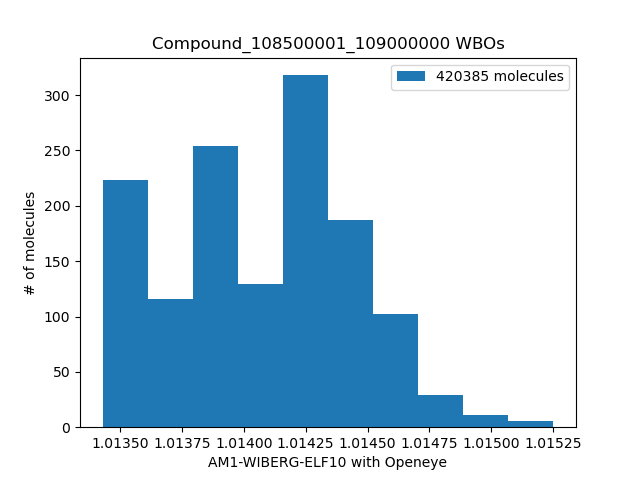 Compound_108500001_109000000 WBOs
420385 molecules
# of molecules
300
250
200
150
100
50
0
1.01350 1.01375 1.01400 1.01425 1.01450 1.01475 1.01500 1.01525
AM1-WIBERG-ELF10 with Openeye